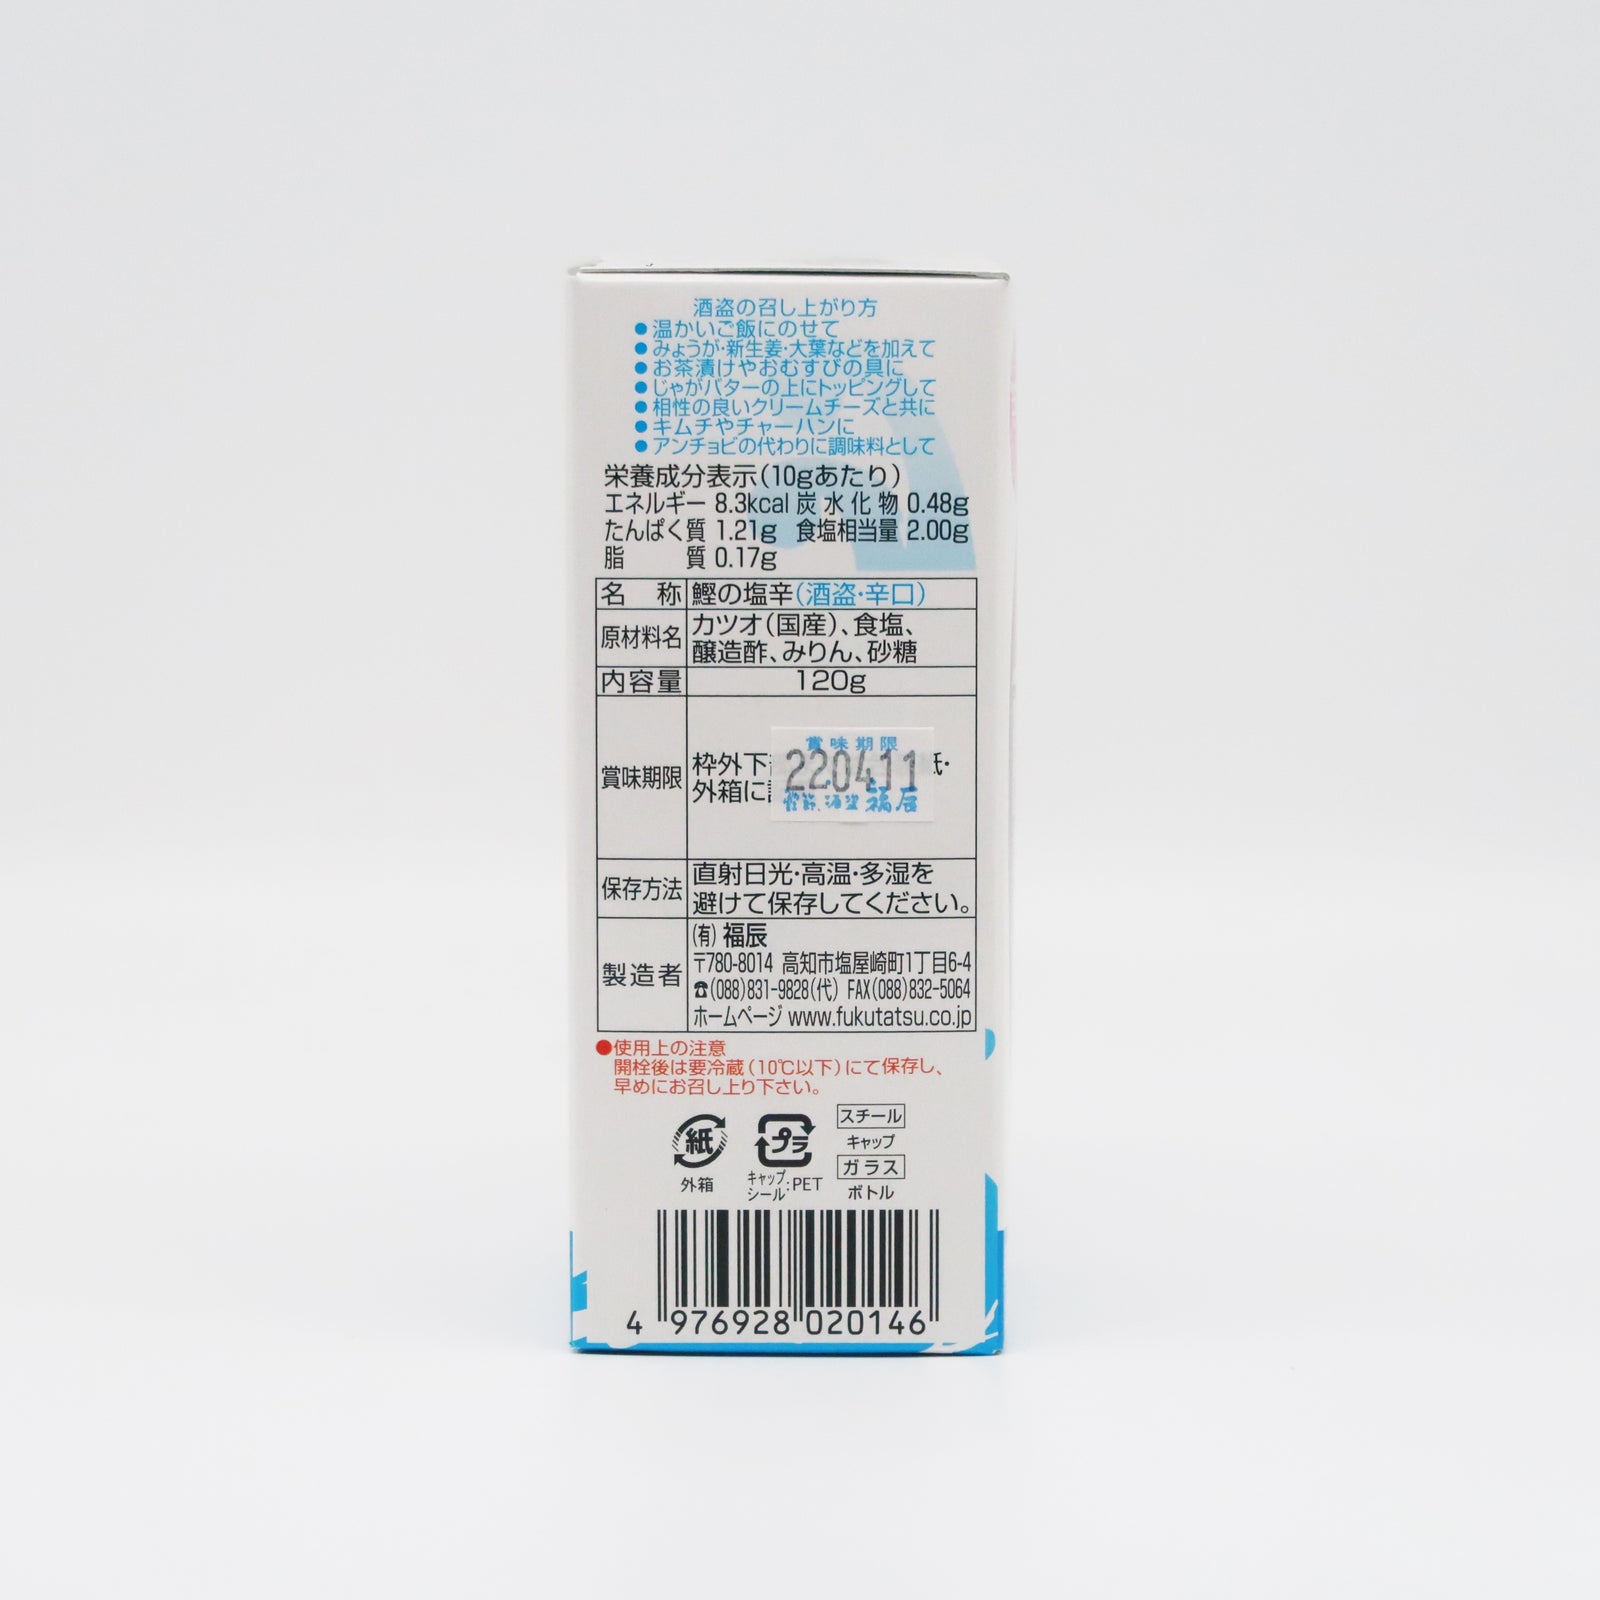 酒盗の召し上がり方
●温かいご飯にのせて
●みょうが・新生姜・大葉などを加えて
●お茶漬けやおむすびの具に
●じゃがバターの上にトッピングして
●相性の良いクリームチーズと共に
●キムチやチャーハンに
●アンチョビの代わりに調味料として
栄養成分表示(10gあたり)
エネルギー 8.3kcal 炭水化物 0.48g
たんぱく質 1.21g 食塩相当量 2.00g
脂 質 0.17g
名 称 鰹の塩辛(酒盗・辛口)
原材料名 カツオ(国産)、食塩、
醸造酢、みりん、砂糖
内容量 120g
賞味期限
枠外下
紙・
外箱に
賞味期限
220411
酒盗 福辰
保存方法 直射日光・高温・多湿を
避けて保存してください。
製造者 (有)福辰
〒780-8014 高知市塩屋崎町1丁目6-4
☎(088)831-9828(代) FAX(088)832-5064
ホームページ www.fukutatsu.co.jp
●使用上の注意
開栓後は要冷蔵(10℃以下)にて保存し、
早めにお召し上り下さい。
紙
外箱
プラ
キャップ
シール:PET
スチール
キャップ
ガラス
ボトル
4 976928 020146